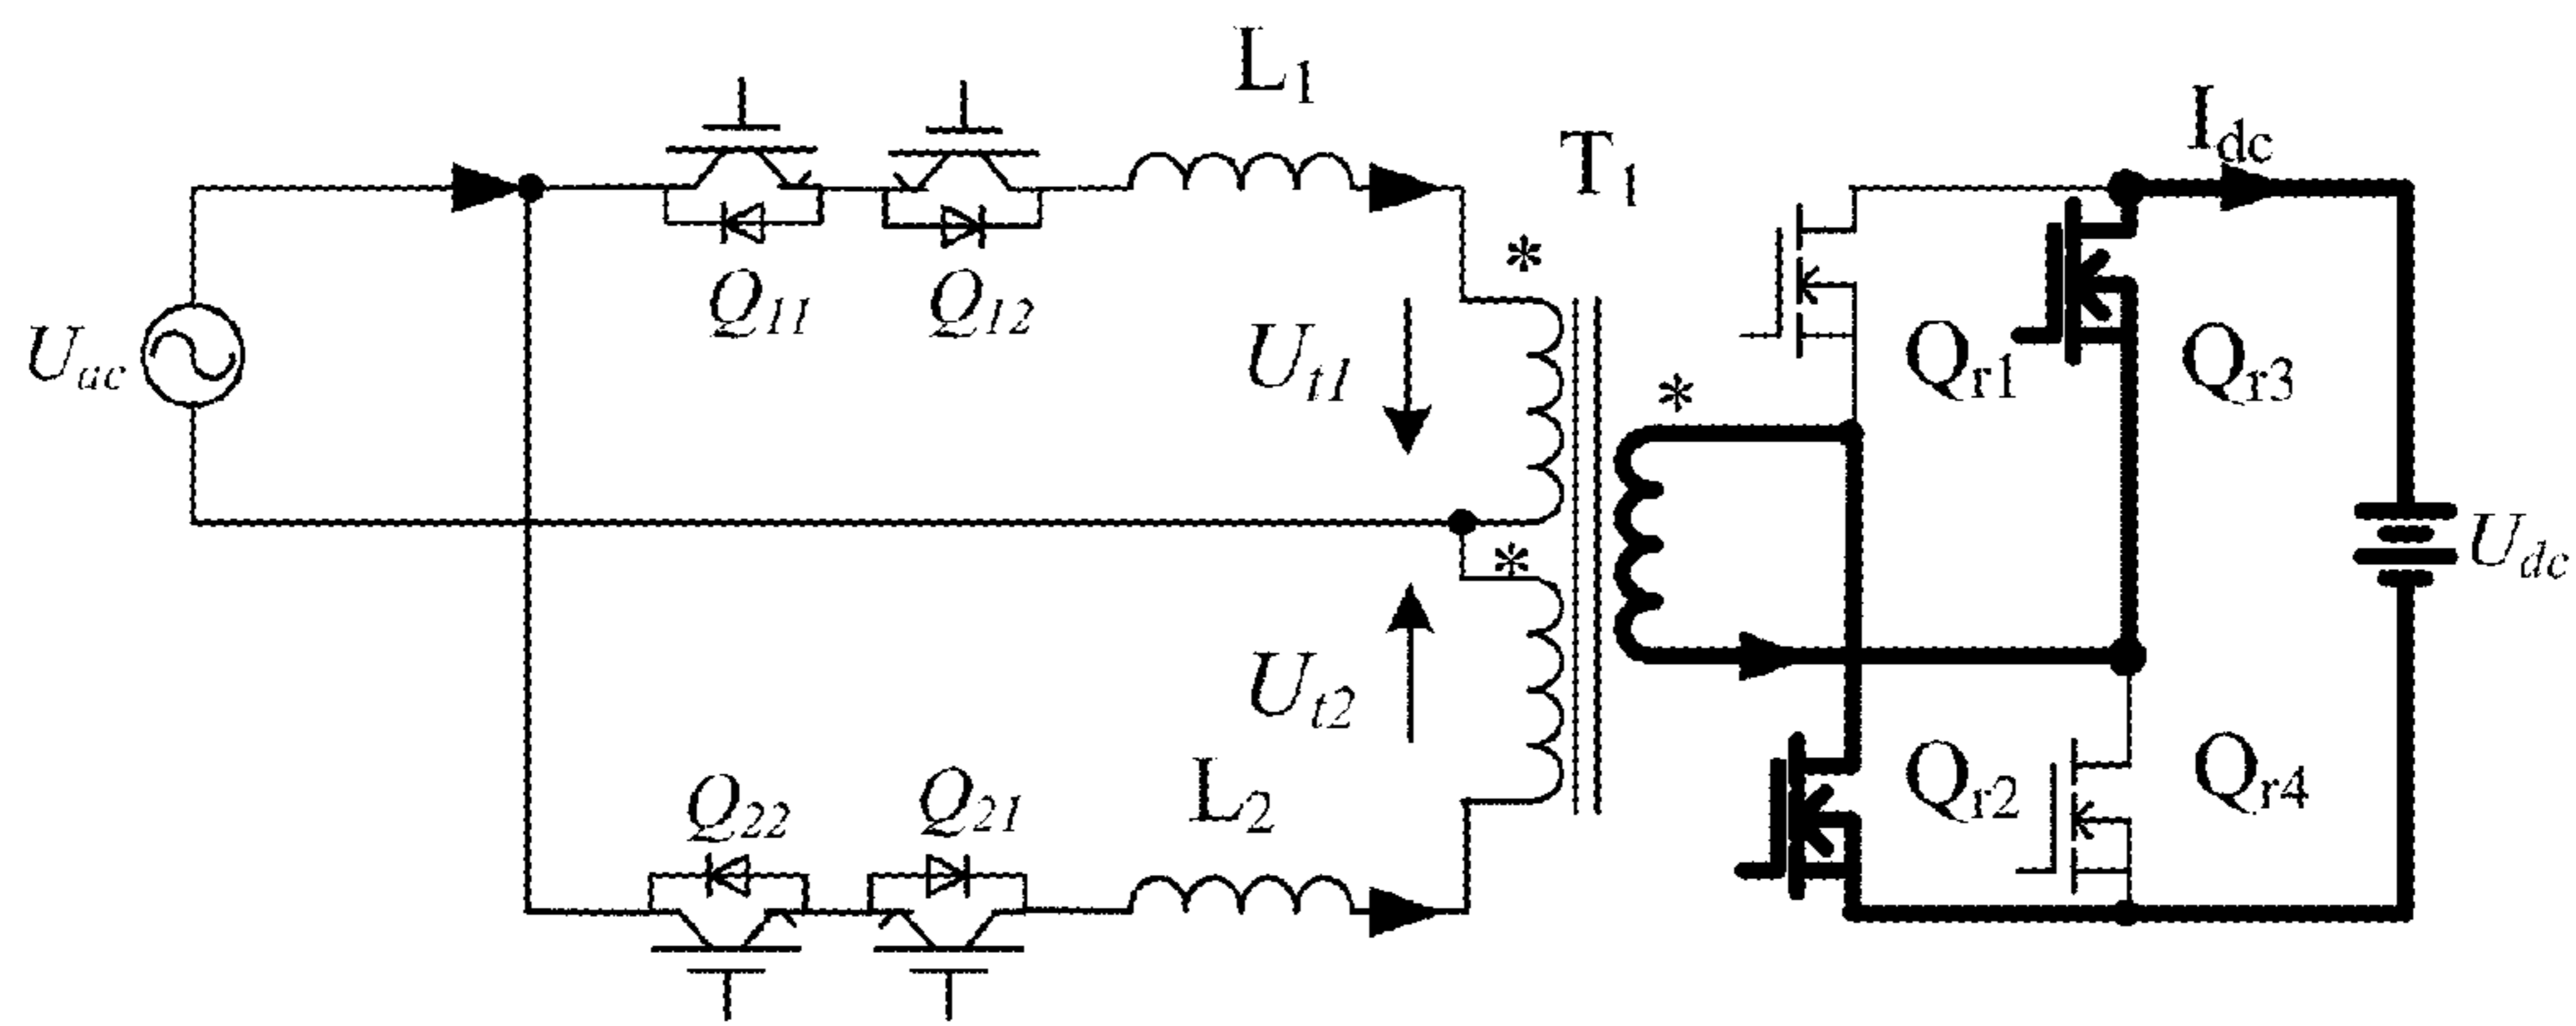 L1
Idc
T1
*
Q11
Q12
Uac
Ut1
Qr1
Qr3
*
*
Udc
Ut2
Q22
Q21
L2
Qr2
Qr4